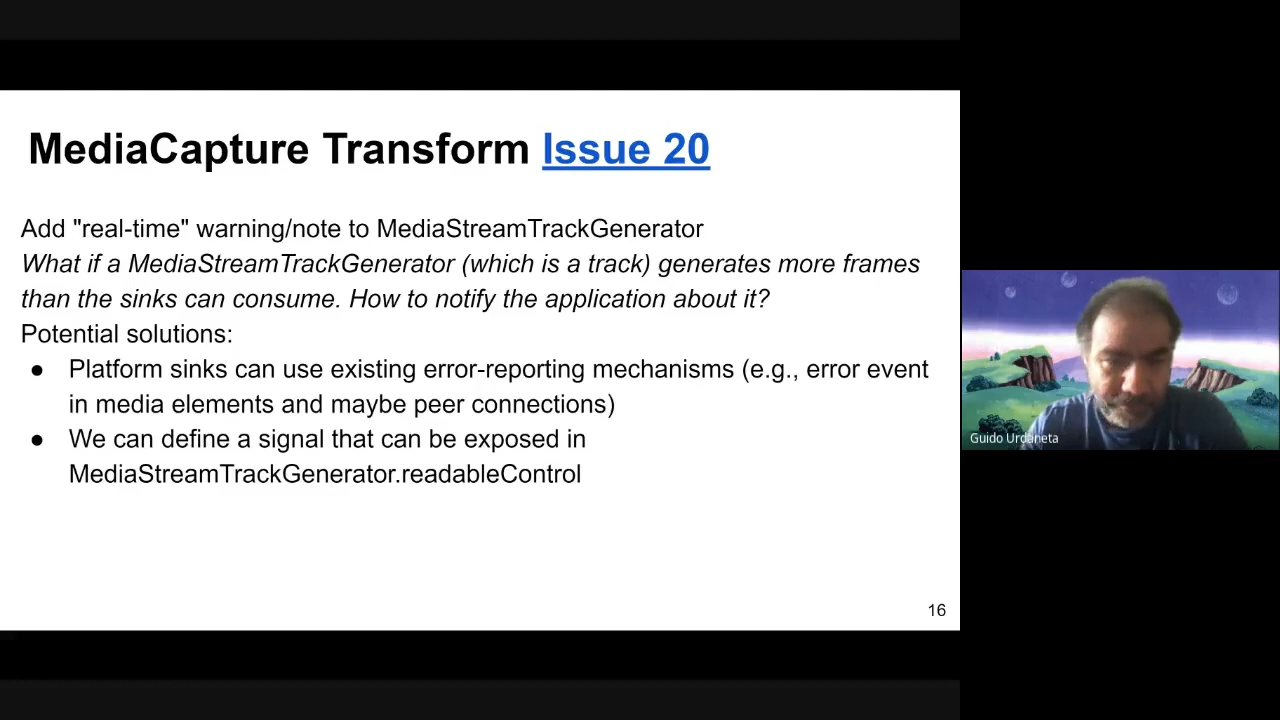 MediaCapture Transform Issue 20
Add "real-time" warning/note to MediaStreamTrackGenerator
What if a MediaStreamTrackGenerator (which is a track) generates more frames
than the sinks can consume. How to notify the application about it?
Potential solutions:
● Platform sinks can use existing error-reporting mechanisms (e.g., error event
in media elements and maybe peer connections)
● We can define a signal that can be exposed in
MediaStreamTrackGenerator.readableControl
16
Guido Urdaneta